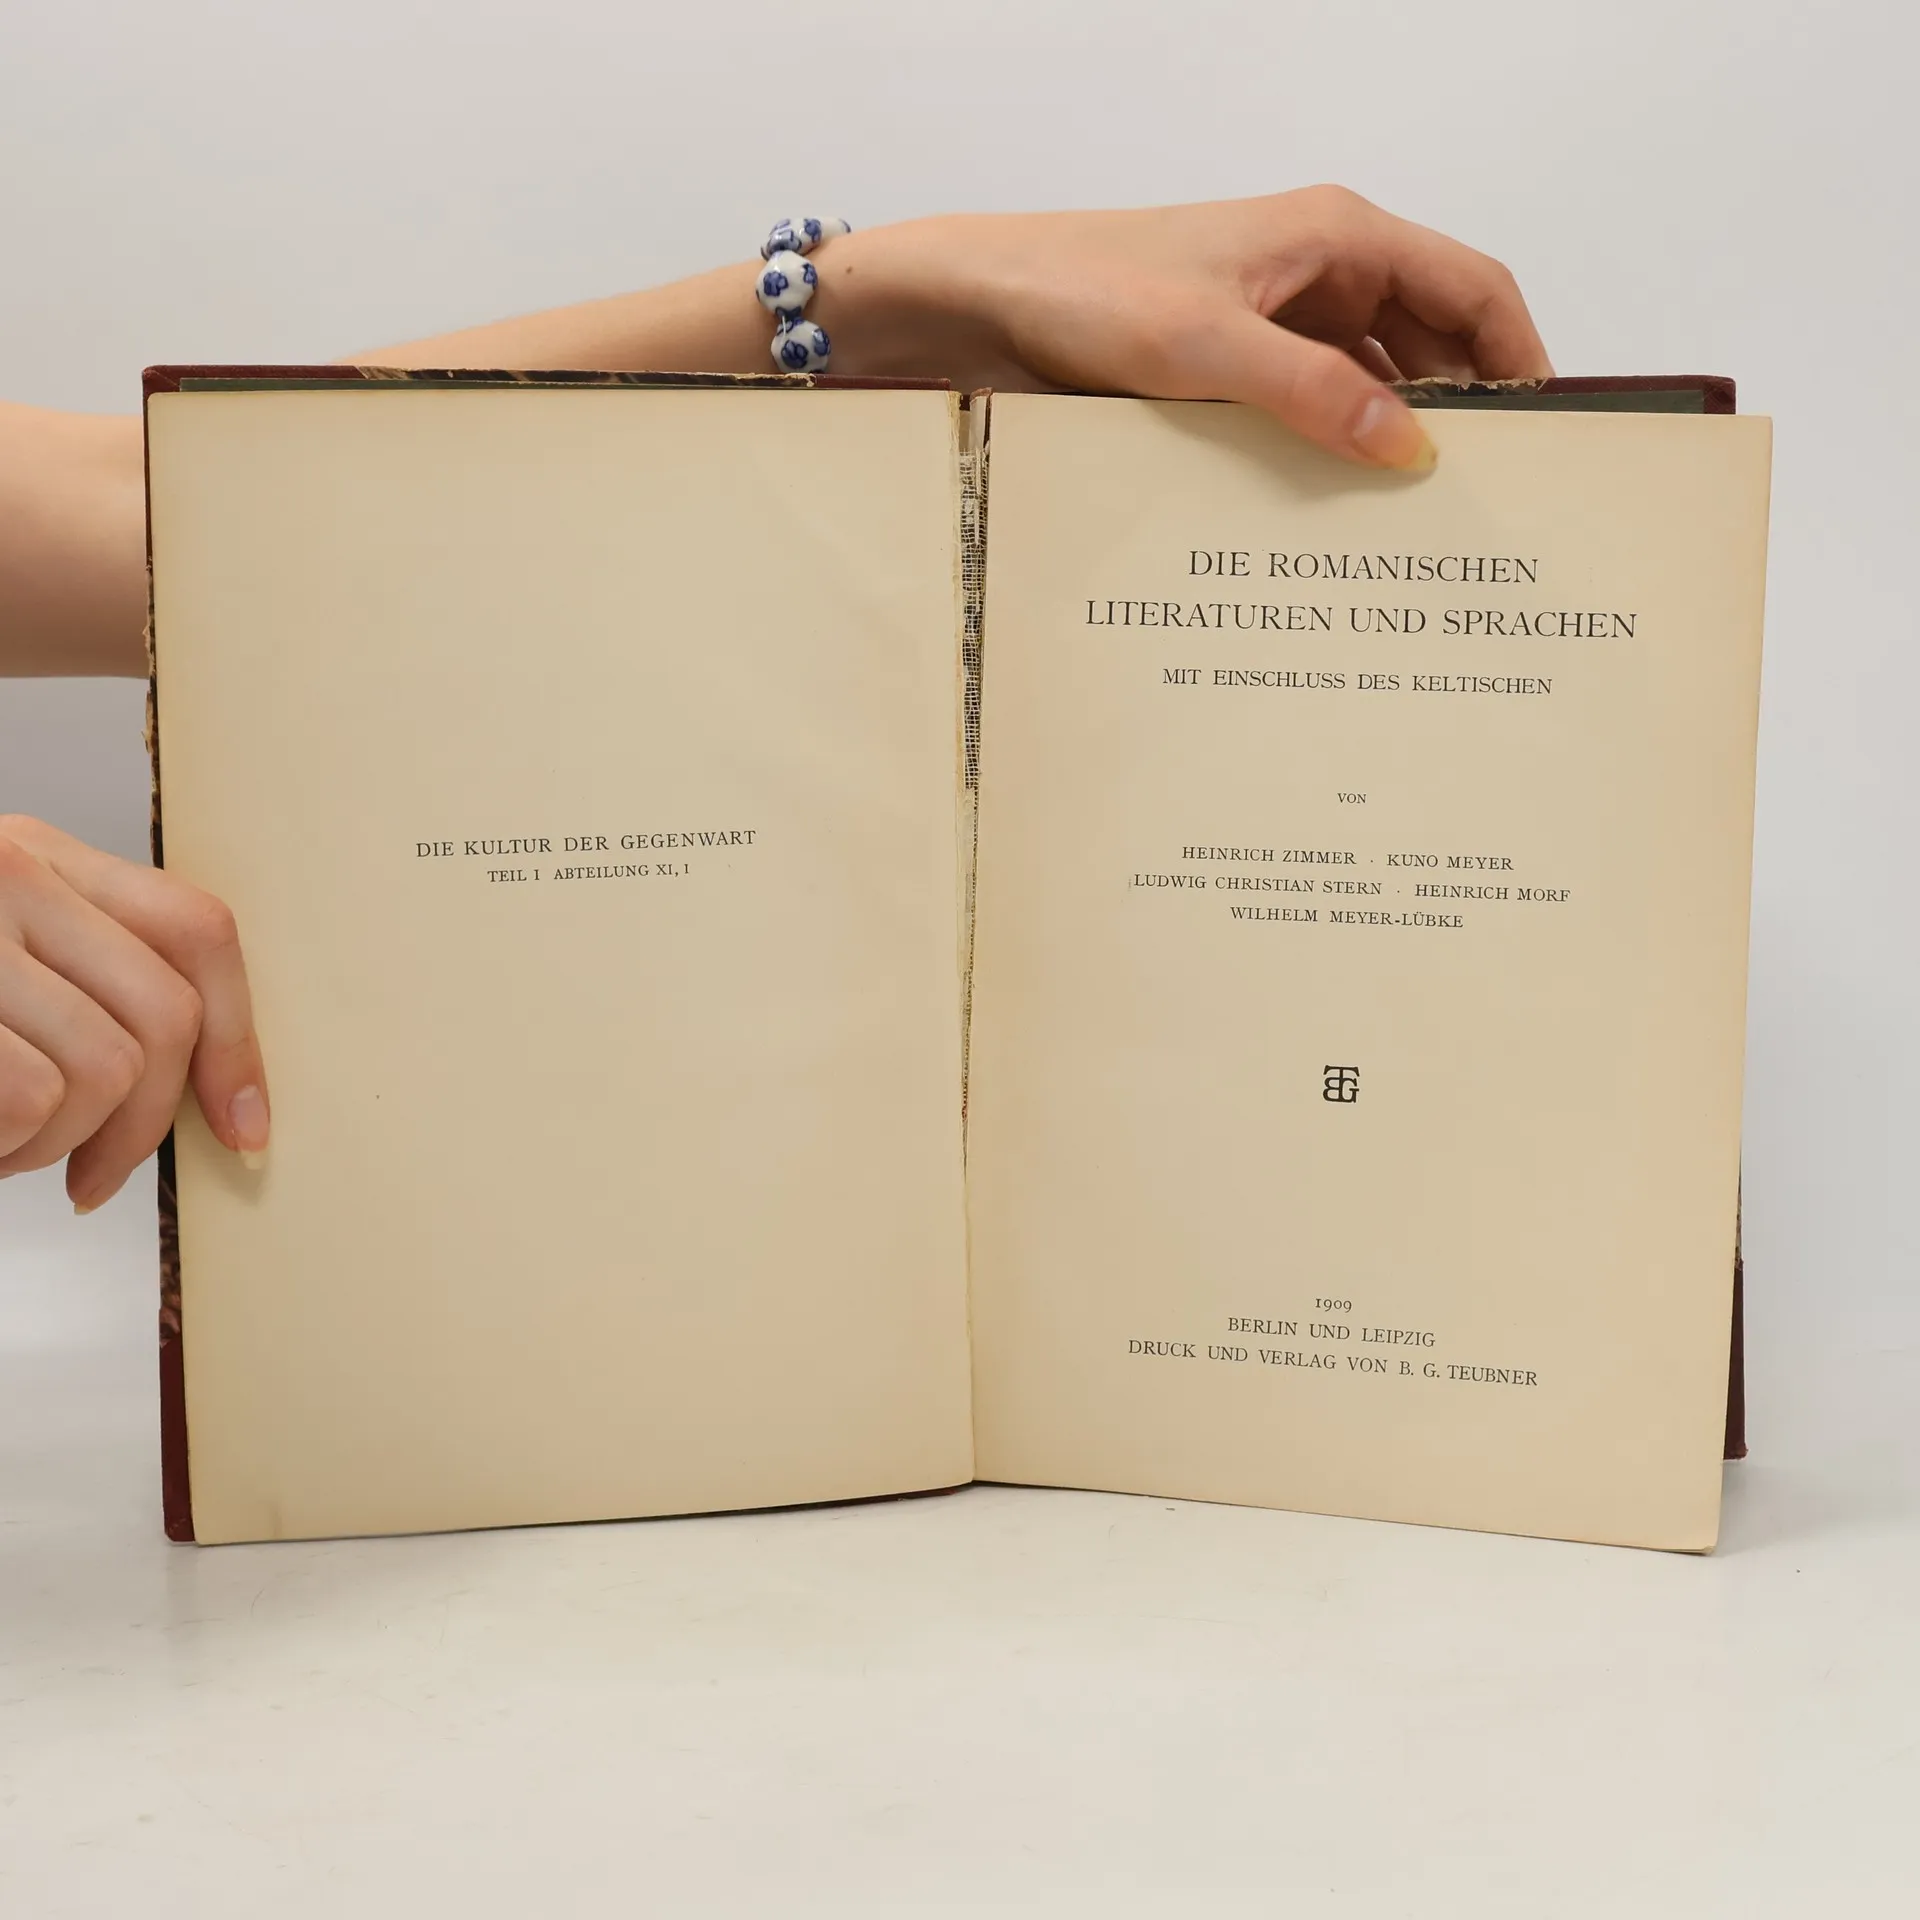 DIE KULTUR DER GEGENWART
TEIL I ABTEILUNG XI, I
DIE ROMANISCHEN
LITERATUREN UND SPRACHEN
MIT EINSCHLUSS DES KELTISCHEN
VON
HEINRICH ZIMMER · KUNO MEYER
LUDWIG CHRISTIAN STERN · HEINRICH MORF
WILHELM MEYER-LÜBKE
BTG
1909
BERLIN UND LEIPZIG
DRUCK UND VERLAG VON B. G. TEUBNER